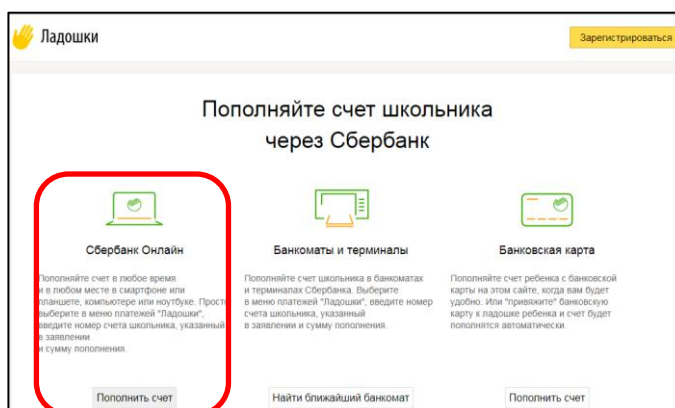 Ладошки
Зарегистрироваться
Пополняйте счет школьника
через Сбербанк
Сбербанк Онлайн
Пополняйте счет в любое время
и в любом месте в смартфоне или
планшете, компьютере или ноутбуке. Просто
выберите в меню платежей "Ладошки",
введите номер счета школьника, указанный
в заявлении
и сумму пополнения.
Пополнить счет
Банкоматы и терминалы
Пополняйте счет школьника в банкоматах
и терминалах Сбербанка. Выберите
в меню платежей "Ладошки", введите номер
счета школьника, указанный
в заявлении и сумму пополнения.
Найти ближайший банкомат
Банковская карта
Пополняйте счет ребенка с банковской
карты на этом сайте, когда вам будет
удобно. Или "привяжите" банковскую
карту к ладошке ребенка и счет будет
пополнятся автоматически.
Пополнить счет